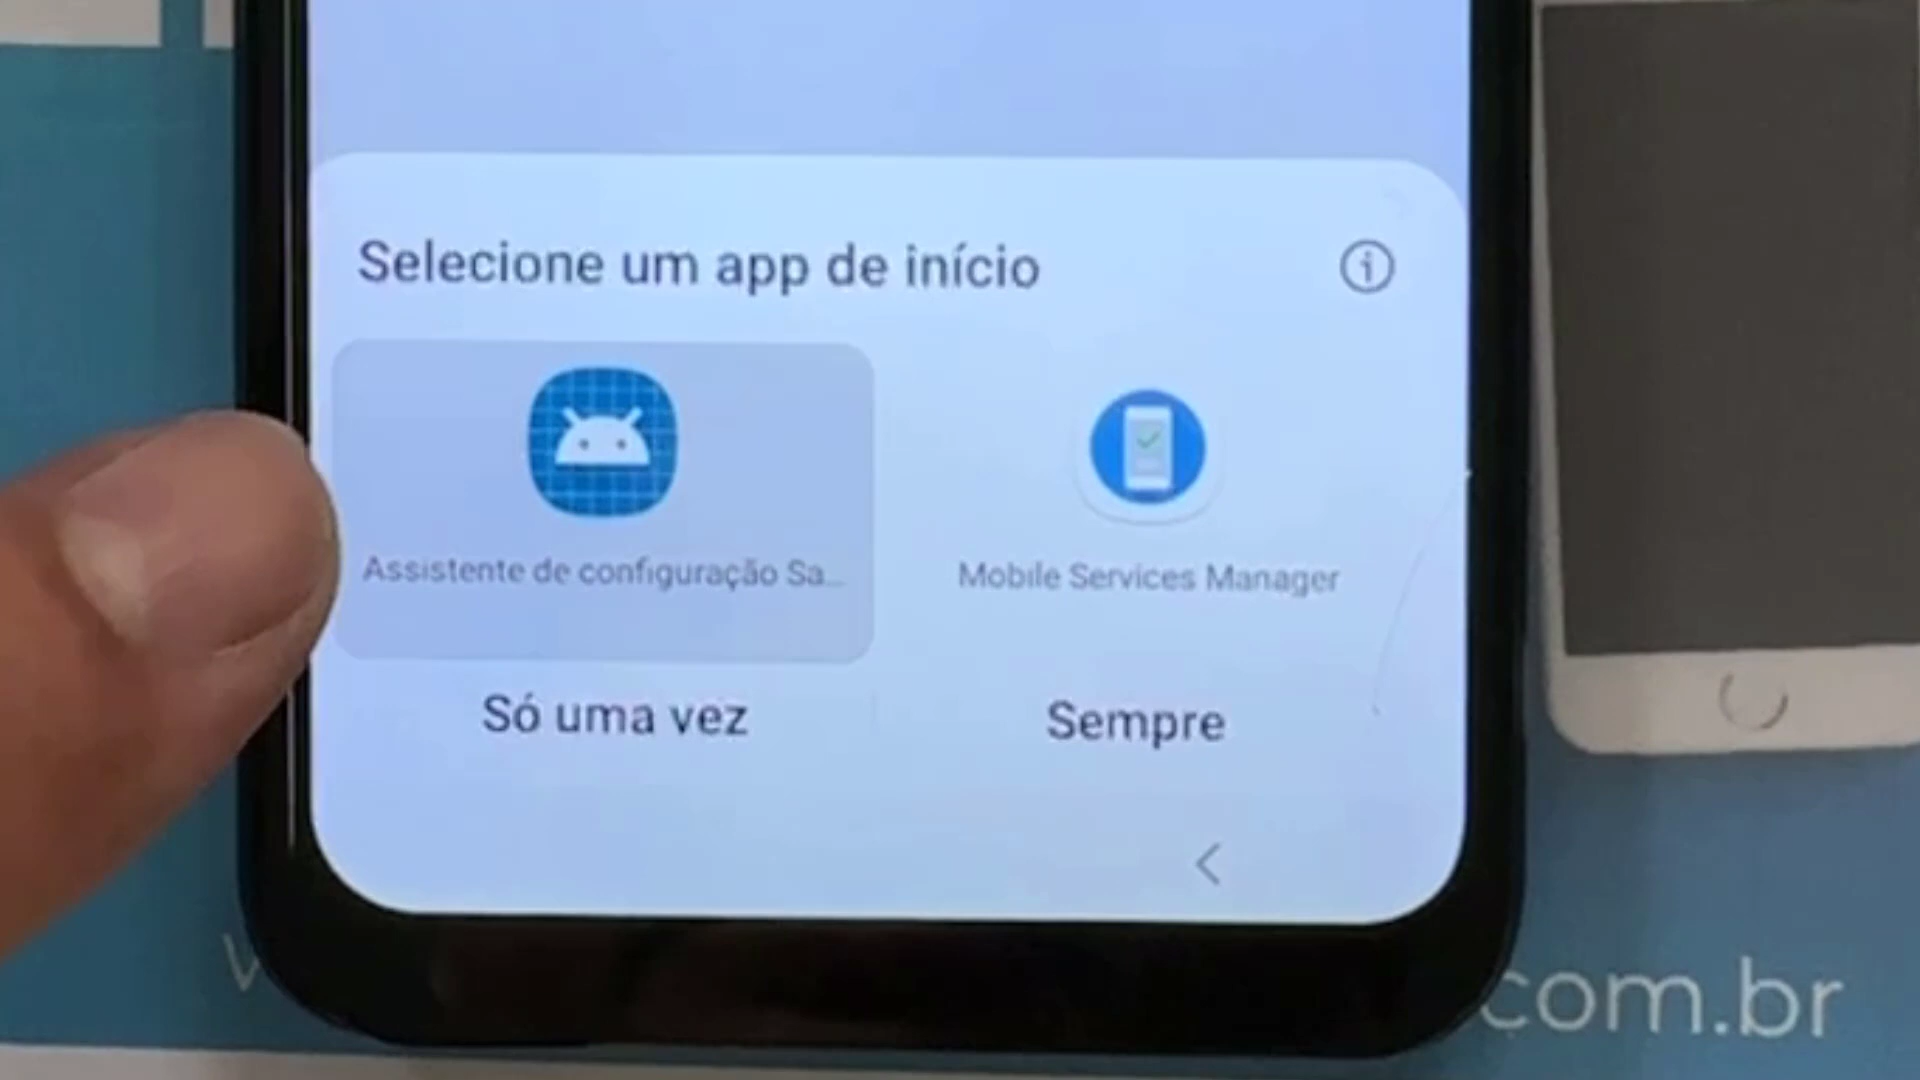 Selecione um app de início
Assistente de configuração Sa...
Mobile Services Manager
Só uma vez
Sempre
.com.br